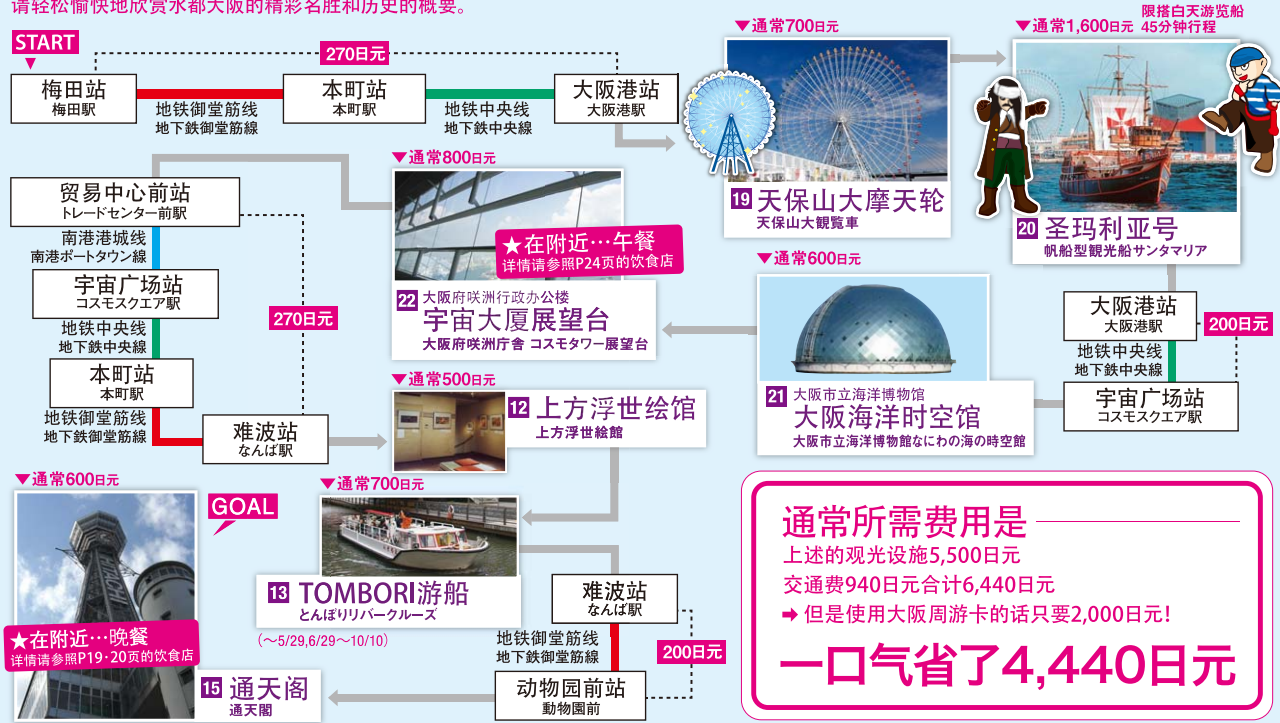 请轻松愉快地欣赏水都大阪的精彩名胜和历史的概要。
START
270日元
梅田站
梅田駅
地铁御堂筋线
地下鉄御堂筋線
本町站
本町駅
地铁中央线
地下鉄中央線
大阪港站
大阪港駅
▼通常700日元
19 天保山大摩天轮
天保山大観覧車
▼通常1,600日元
限搭白天游览船
45分钟行程
20 圣玛利亚号
帆船型観光船サンタマリア
大阪港站
大阪港駅
200日元
地铁中央线
地下鉄中央線
宇宙广场站
コスモスクエア駅
▼通常600日元
21 大阪市立海洋博物馆
大阪海洋时空馆
大阪市立海洋博物館なにわの海の時空館
▼通常800日元
★在附近…午餐
详情请参照P24页的饮食店
22 大阪府咲洲行政办公楼
宇宙大厦展望台
大阪府咲洲庁舎 コスモタワー展望台
贸易中心前站
トレードセンター前駅
南港港城线
南港ポートタウン線
宇宙广场站
コスモスクエア駅
270日元
地铁中央线
地下鉄中央線
本町站
本町駅
地铁御堂筋线
地下鉄御堂筋線
难波站
なんば駅
▼通常500日元
12 上方浮世绘馆
上方浮世絵館
▼通常700日元
13 TOMBORI游船
とんぼりリバークルーズ
(～5/29,6/29～10/10)
难波站
なんば駅
地铁御堂筋线
地下鉄御堂筋線
200日元
动物园前站
動物園前
▼通常600日元
GOAL
★在附近…晚餐
详情请参照P19·20页的饮食店
15 通天阁
通天閣
通常所需费用是
上述的观光设施5,500日元
交通费940日元合计6,440日元
➡ 但是使用大阪周游卡的话只要2,000日元!
一口气省了4,440日元